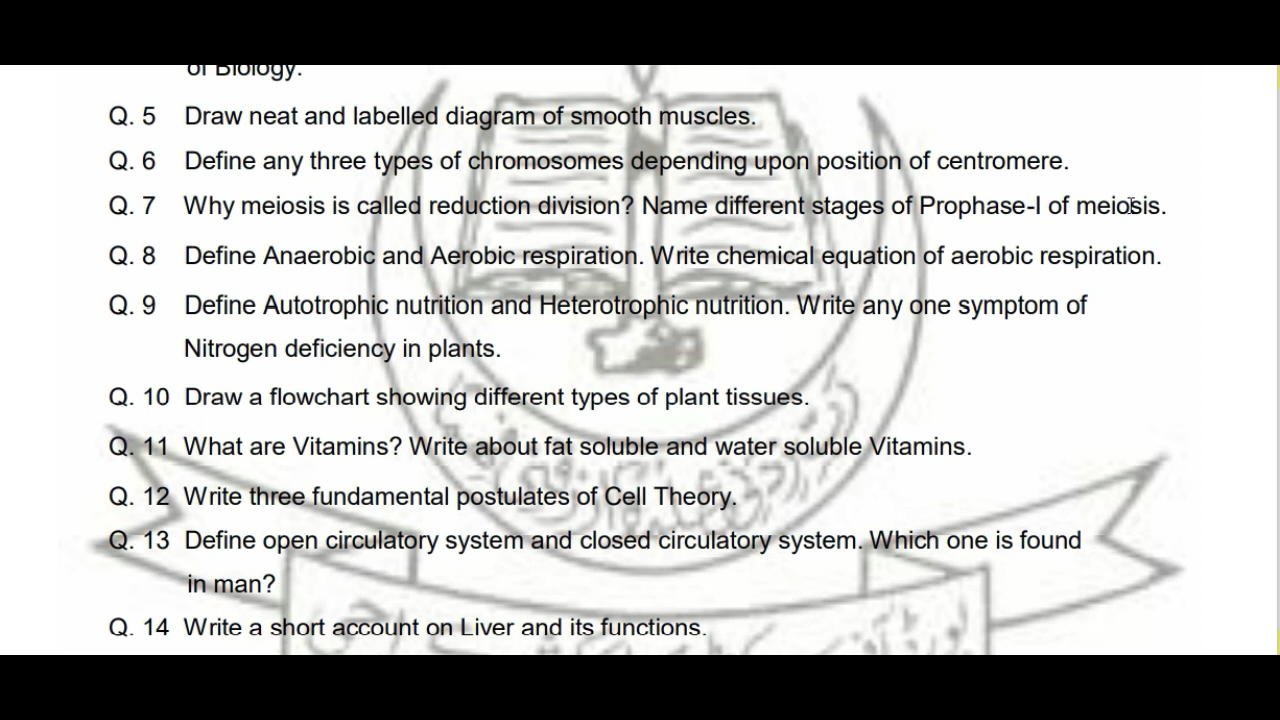 of Biology.
Q. 5 Draw neat and labelled diagram of smooth muscles.
Q. 6 Define any three types of chromosomes depending upon position of centromere.
Q. 7 Why meiosis is called reduction division? Name different stages of Prophase-I of meiosis.
Q. 8 Define Anaerobic and Aerobic respiration. Write chemical equation of aerobic respiration.
Q. 9 Define Autotrophic nutrition and Heterotrophic nutrition. Write any one symptom of
Nitrogen deficiency in plants.
Q. 10 Draw a flowchart showing different types of plant tissues.
Q. 11 What are Vitamins? Write about fat soluble and water soluble Vitamins.
Q. 12 Write three fundamental postulates of Cell Theory.
Q. 13 Define open circulatory system and closed circulatory system. Which one is found
in man?
Q. 14 Write a short account on Liver and its functions.